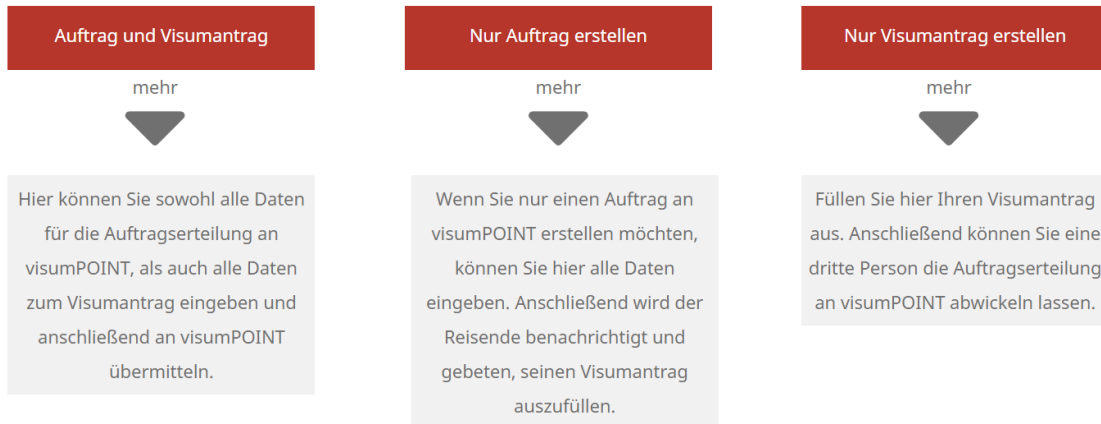 Auftrag und Visumantrag
mehr
Hier können Sie sowohl alle Daten
für die Auftragserteilung an
visumPOINT, als auch alle Daten
zum Visumantrag eingeben und
anschließend an visumPOINT
übermitteln.
Nur Auftrag erstellen
mehr
Wenn Sie nur einen Auftrag an
visumPOINT erstellen möchten,
können Sie hier alle Daten
eingeben. Anschließend wird der
Reisende benachrichtigt und
gebeten, seinen Visumantrag
auszufüllen.
Nur Visumantrag erstellen
mehr
Füllen Sie hier Ihren Visumantrag
aus. Anschließend können Sie eine
dritte Person die Auftragserteilung
an visumPOINT abwickeln lassen.